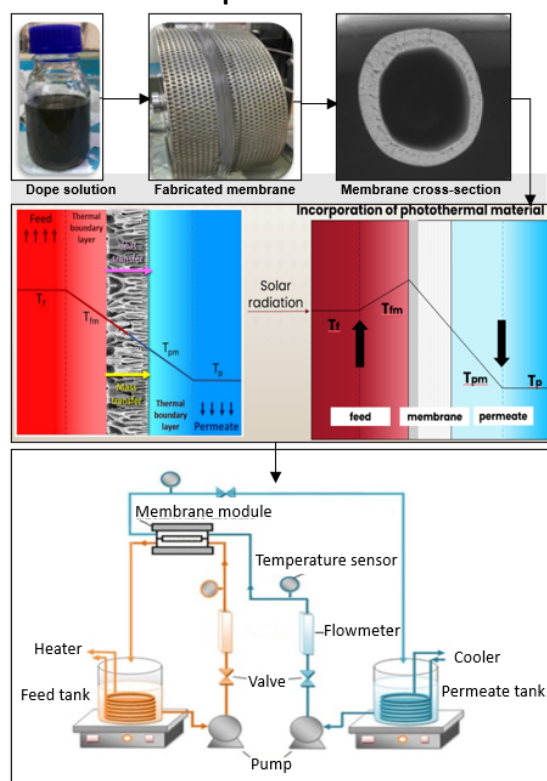 Dope solution
Fabricated membrane
Membrane cross-section
Feed
Thermal
boundary
layer
Heat
transfer
Tf
Tfm
Tpm
Tp
Mass
transfer
Thermal
boundary
layer
Permeate
Incorporation of photothermal material
Solar
radiation
Tf
Tfm
Tpm
Tp
feed
membrane
permeate
Membrane module
Temperature sensor
Flowmeter
Heater
Cooler
Feed tank
Valve
Permeate tank
Pump